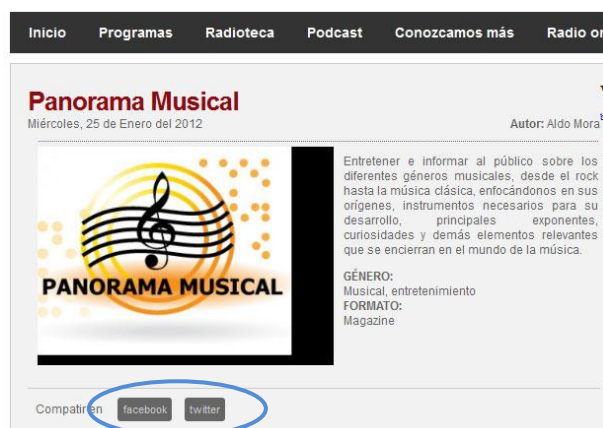 Inicio Programas Radioteca Podcast Conozcamos más Radio
Panorama Musical
Miércoles, 25 de Enero del 2012
Autor: Aldo Mora
PANORAMA MUSICAL
Entretener e informar al público sobre los
diferentes géneros musicales, desde el rock
hasta la música clásica, enfocándonos en sus
orígenes, instrumentos necesarios para su
desarrollo, principales exponentes,
curiosidades y demás elementos relevantes
que se encierran en el mundo de la música.
GÉNERO:
Musical, entretenimiento
FORMATO:
Magazine
Compatir en facebook twitter